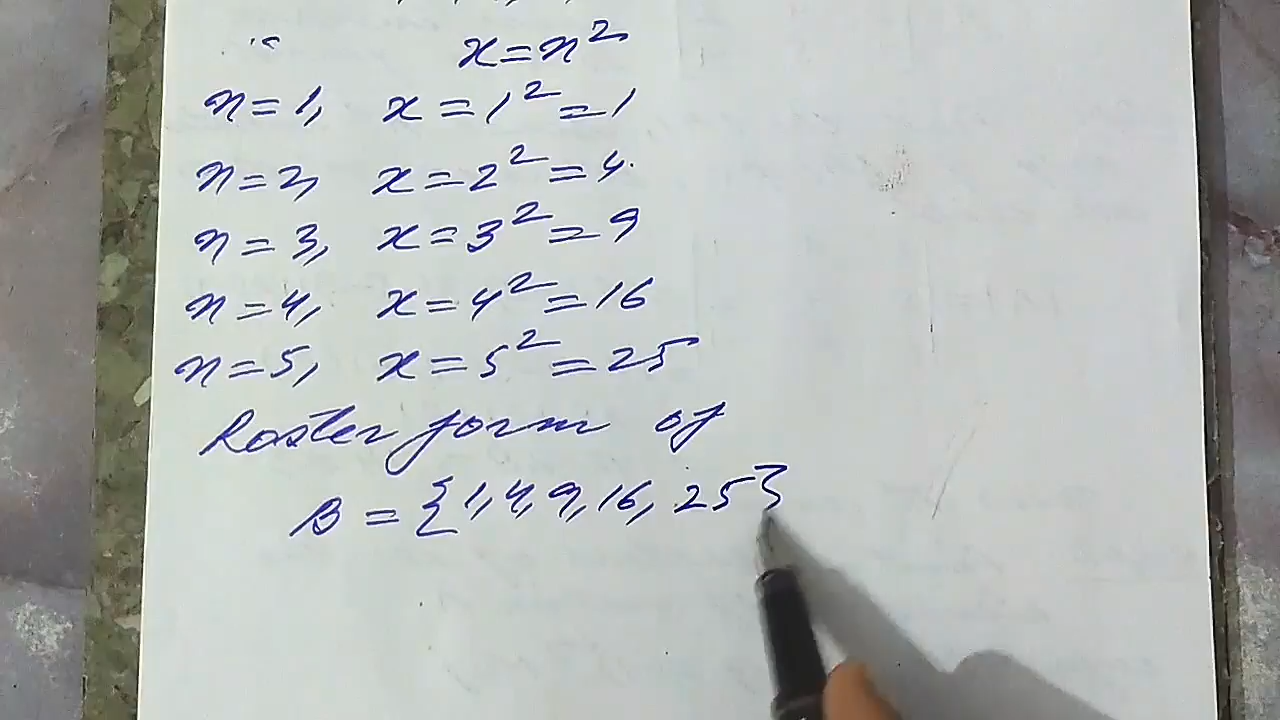 x=n²
n=1, x=1²=1
n=2, x=2²=4.
n=3, x=3²=9
n=4, x=4²=16
n=5, x=5²=25
Roster form of
B={1,4,9,16,25}